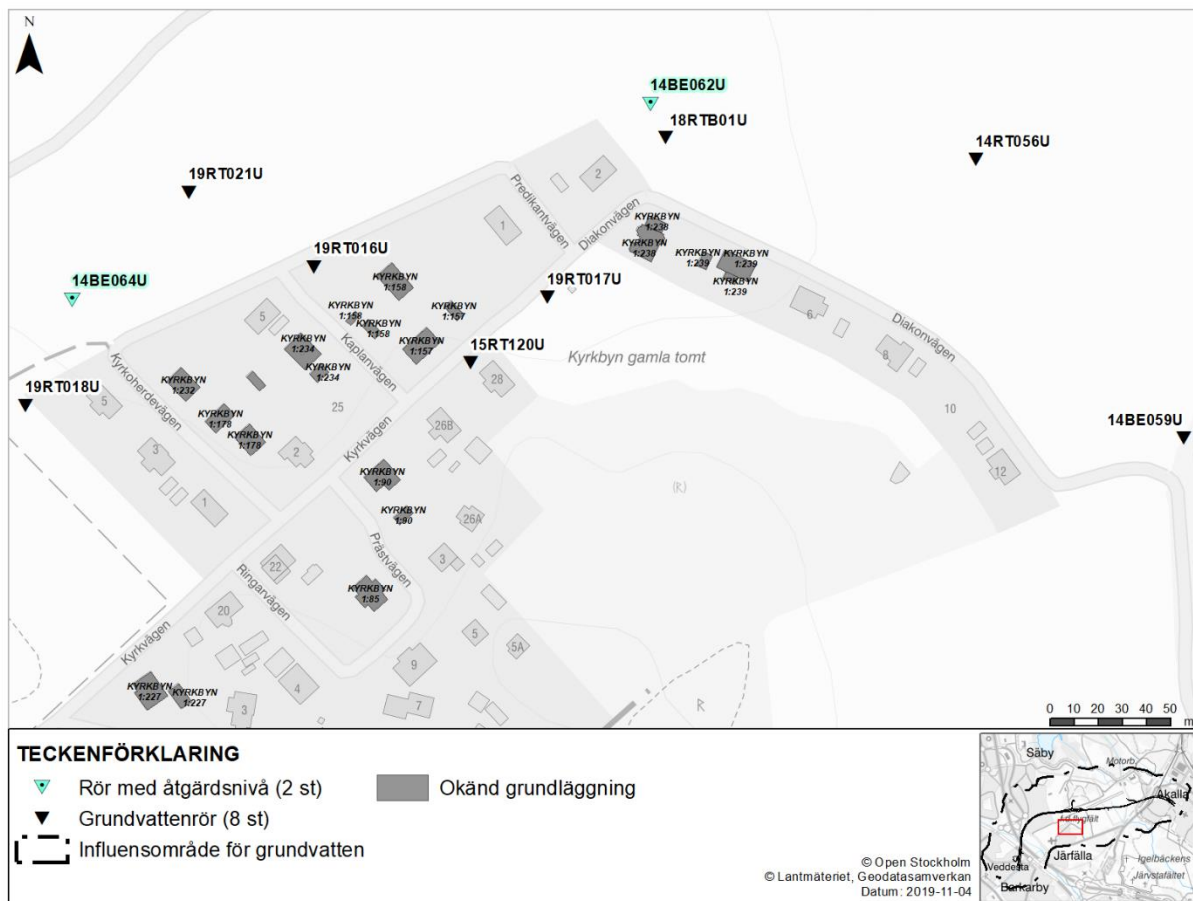 N
14BE062U
18RTB01U
14RT056U
19RT021U
2
Predikantvägen
1
Diakonvägen
KYRKBYN
1:238
KYRKBYN
1:238
KYRKBYN
1:239
KYRKBYN
1:239
KYRKBYN
1:239
19RT016U
19RT017U
14BE064U
KYRKBYN
1:158
KYRKBYN
1:158
KYRKBYN
1:158
KYRKBYN
1:157
KYRKBYN
1:157
6
Diakonvägen
8
5
KYRKBYN
1:234
KYRKBYN
1:234
Kaplanvägen
15RT120U
Kyrkbyn gamla tomt
28
19RT018U
5
Kyrkoherdevägen
KYRKBYN
1:232
KYRKBYN
1:178
KYRKBYN
1:178
25
10
14BE059U
3
2
Kyrkvägen
26B
12
KYRKBYN
1:90
KYRKBYN
1:90
(R)
1
26A
Prästvägen
3
22
Ringarvägen
KYRKBYN
1:85
20
Kyrkvägen
5
5A
9
4
KYRKBYN
1:227
KYRKBYN
1:227
3
7
R
0 10 20 30 40 50
m
TECKENFÖRKLARING
Rör med åtgärdsnivå (2 st)
Okänd grundläggning
Grundvattenrör (8 st)
Influensområde för grundvatten
© Open Stockholm
© Lantmäteriet, Geodatasamverkan
Datum: 2019-11-04
Säby
Motorb.
Akalla
Järfälla
Veddesta
Igelbäckens
Järvstafältet
Barkarby